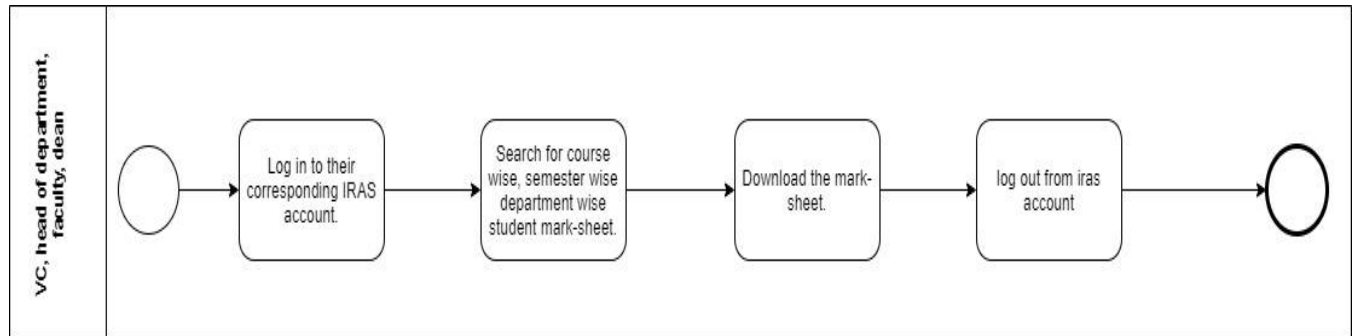 VC, head of department,
faculty, dean
Log in to their
corresponding IRAS
account.
Search for course
wise, semester wise
department wise
student mark-sheet.
Download the mark-
sheet.
log out from iras
account